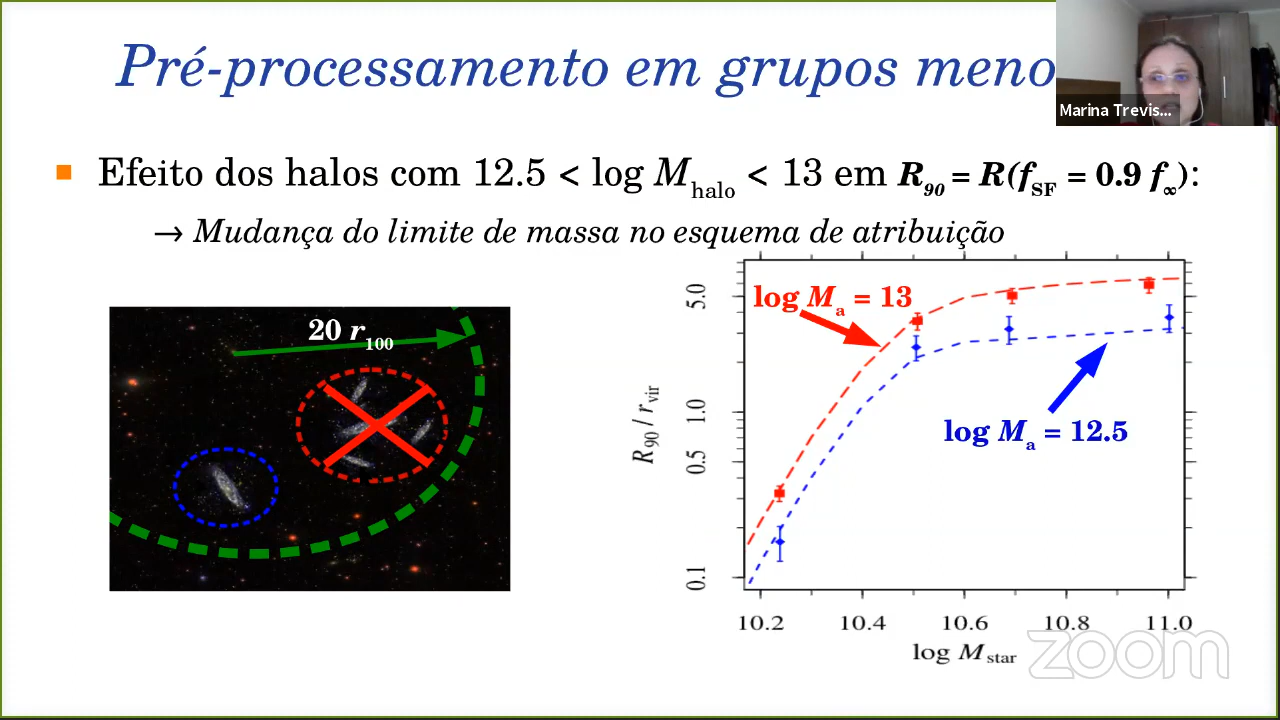 Pré-processamento em grupos meno
Marina Trevis...
Efeito dos halos com 12.5 < log M_halo < 13 em R_90 = R(f_SF = 0.9 f_∞):
→ Mudança do limite de massa no esquema de atribuição
20 r_100
log M_a = 13
log M_a = 12.5
R_90 / r_vir
5.0
1.0
0.5
0.1
10.2 10.4 10.6 10.8 11.0
log M_star
zoom